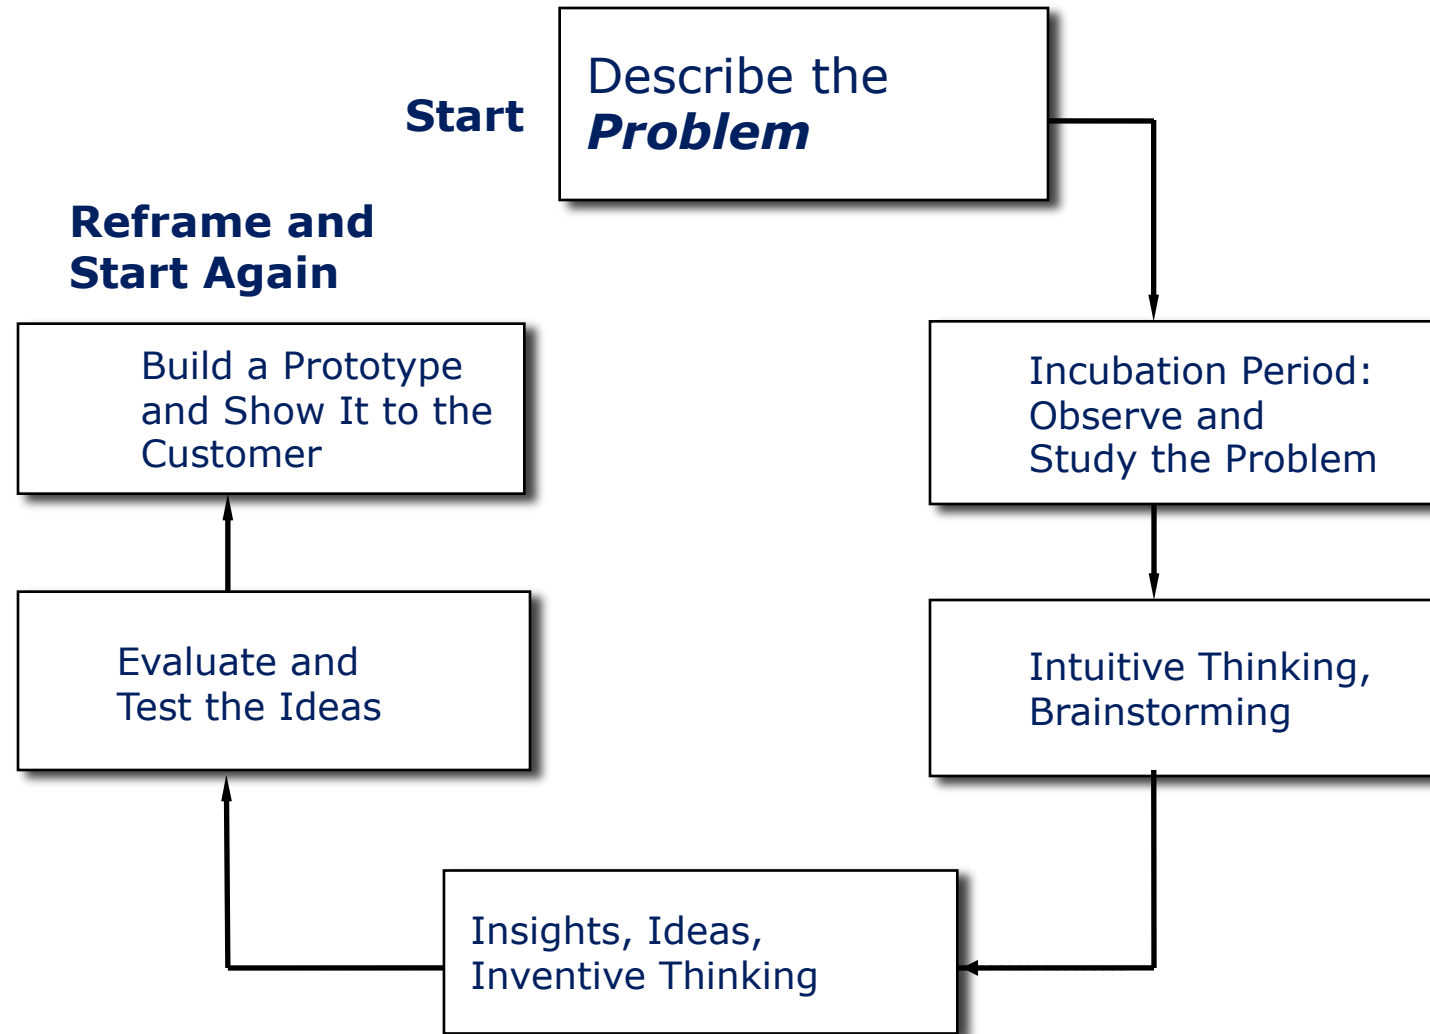 Start
Describe the
Problem
Incubation Period:
Observe and
Study the Problem
Intuitive Thinking,
Brainstorming
Insights, Ideas,
Inventive Thinking
Evaluate and
Test the Ideas
Build a Prototype
and Show It to the
Customer
Reframe and
Start Again